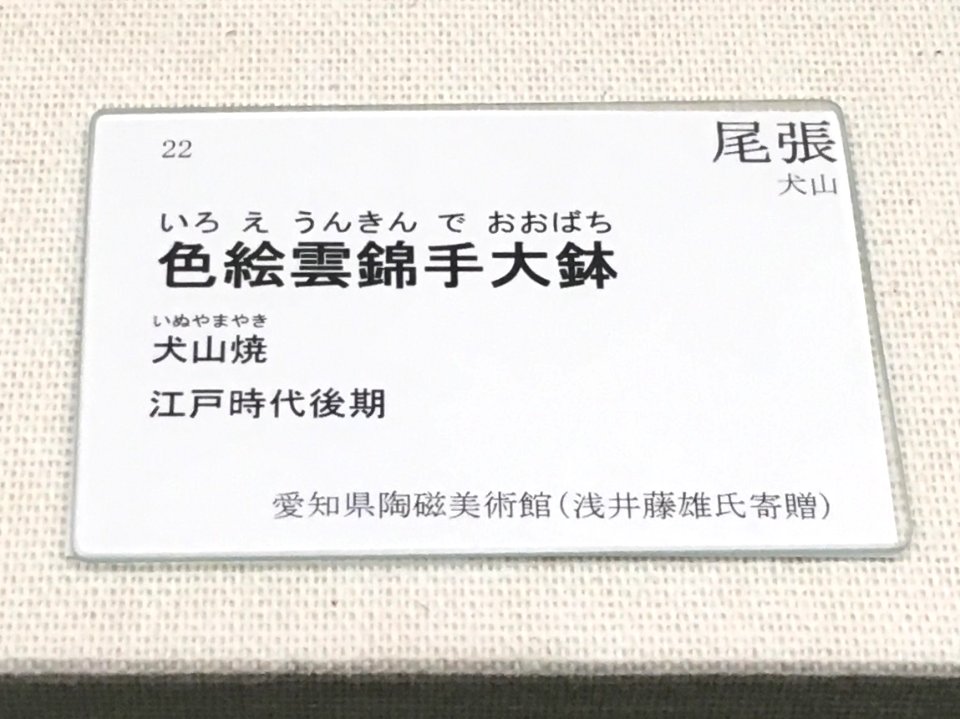 22
尾張
犬山
いろ え うんきん で おおばち
色絵雲錦手大鉢
いぬやまやき
犬山焼
江戸時代後期
愛知県陶磁美術館(浅井藤雄氏寄贈)